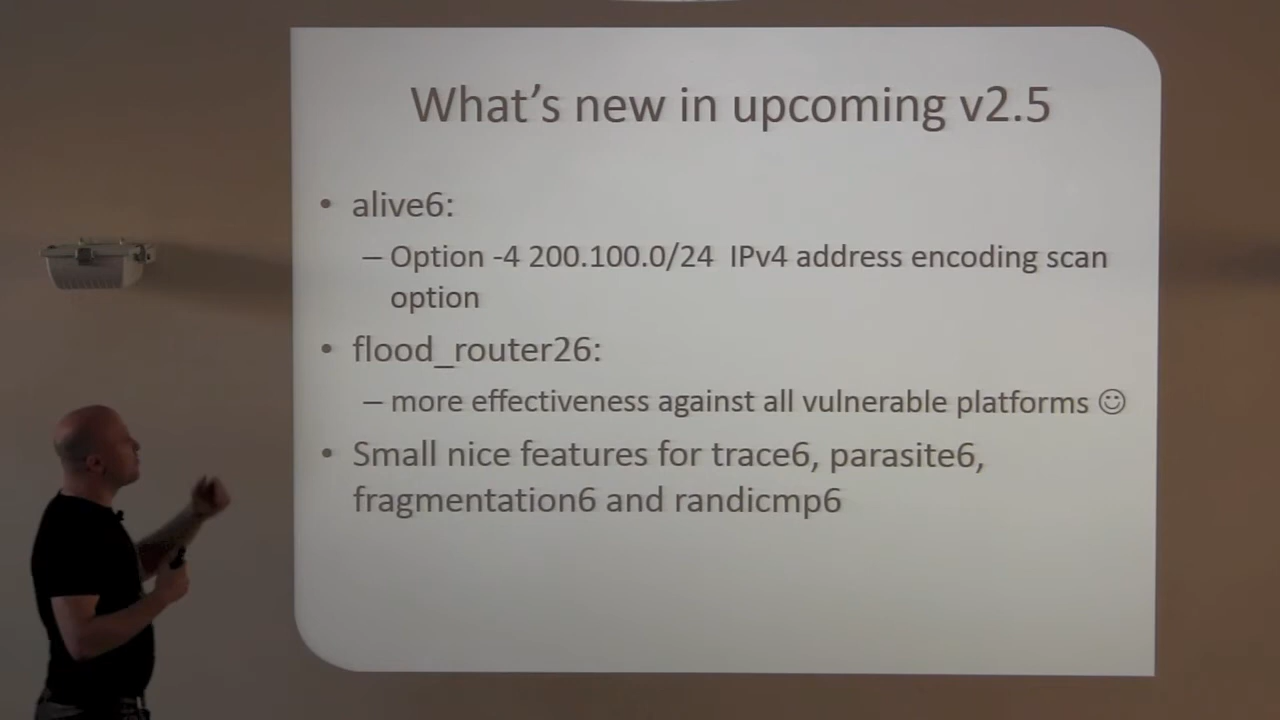 What's new in upcoming v2.5
• alive6:
– Option -4 200.100.0/24 IPv4 address encoding scan
option
• flood_router26:
– more effectiveness against all vulnerable platforms ☺
• Small nice features for trace6, parasite6,
fragmentation6 and randicmp6